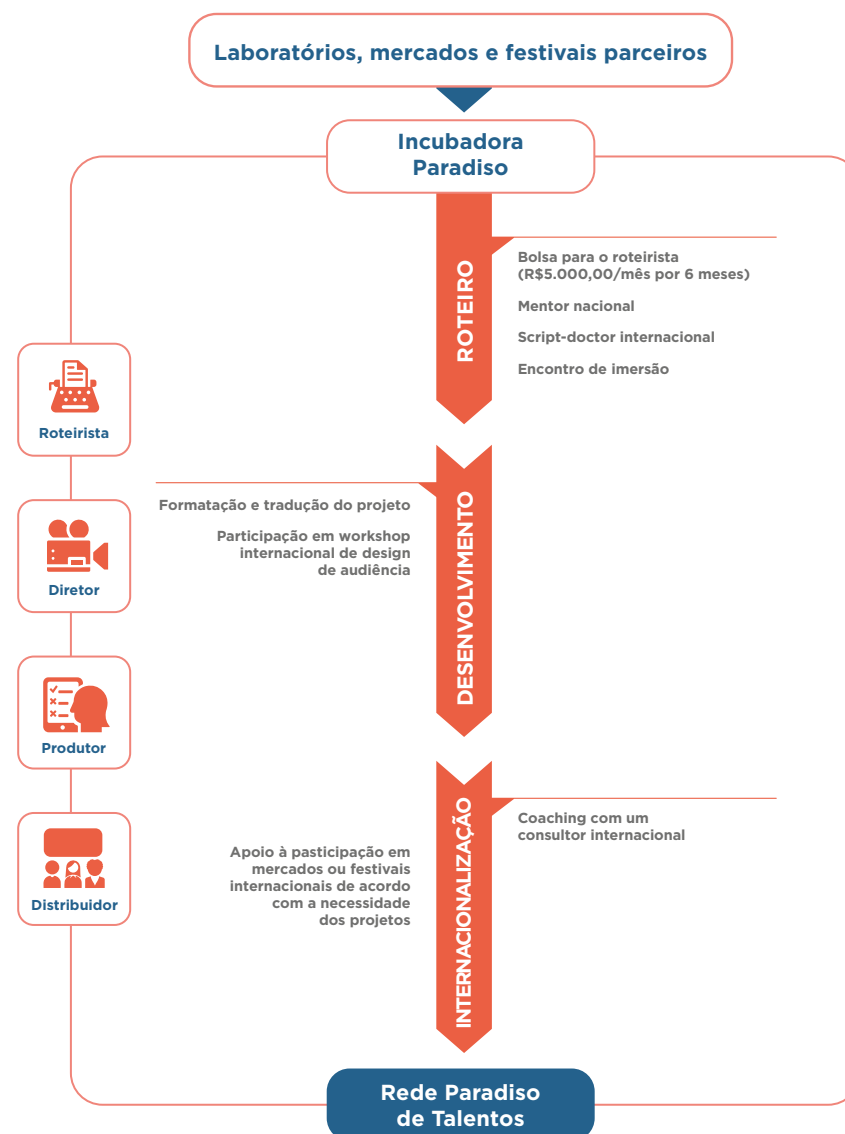 Laboratórios, mercados e festivais parceiros
Incubadora
Paradiso
ROTEIRO
Bolsa para o roteirista
(R$5.000,00/mês por 6 meses)
Mentor nacional
Script-doctor internacional
Encontro de imersão
Roteirista
Diretor
Produtor
Distribuidor
DESENVOLVIMENTO
Formatação e tradução do projeto
Participação em workshop
internacional de design
de audiência
INTERNACIONALIZAÇÃO
Coaching com um
consultor internacional
Apoio à pasticipação em
mercados ou festivais
internacionais de acordo
com a necessidade
dos projetos
Rede Paradiso
de Talentos